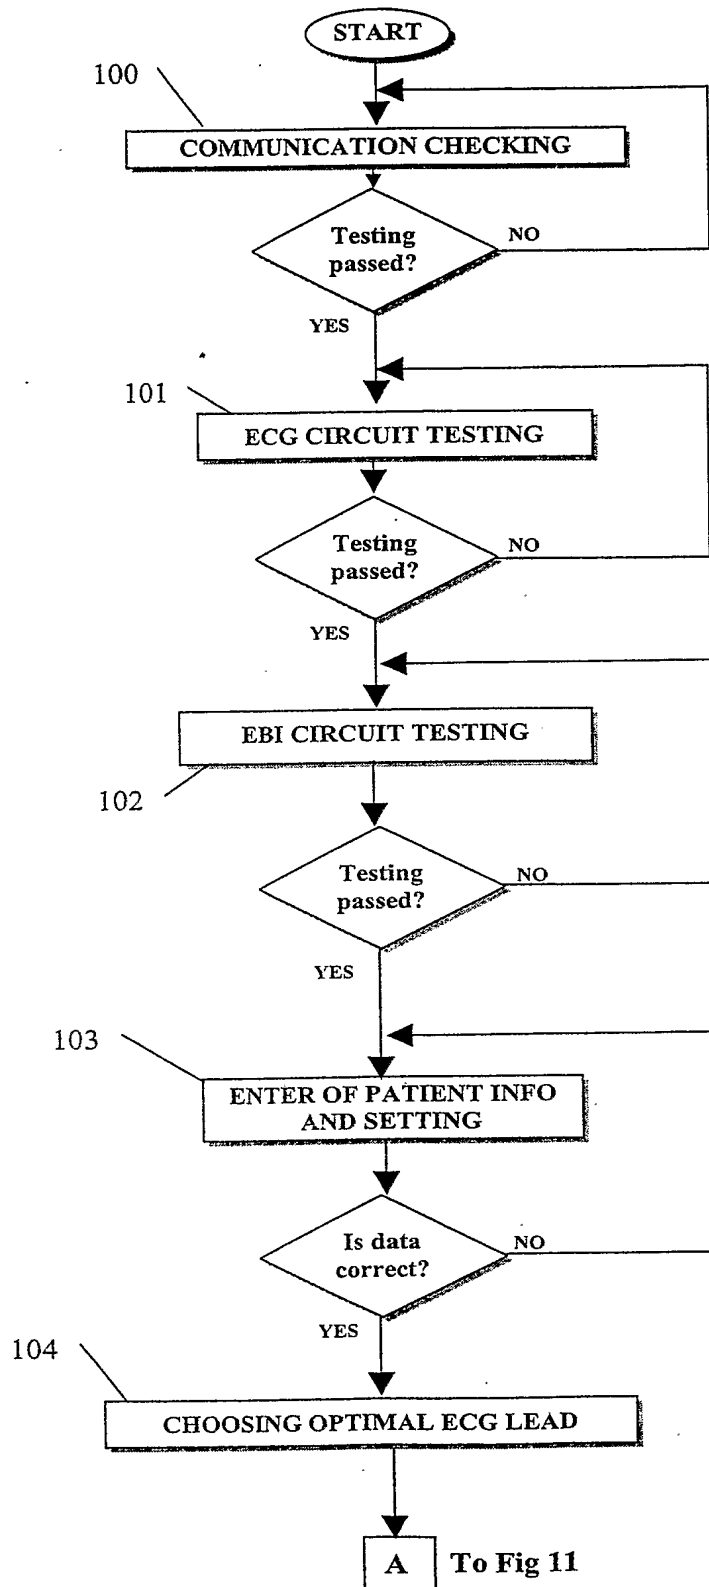 START
100
COMMUNICATION CHECKING
Testing
passed?
NO
YES
101
ECG CIRCUIT TESTING
Testing
passed?
NO
YES
EBI CIRCUIT TESTING
102
Testing
passed?
NO
YES
103
ENTER OF PATIENT INFO
AND SETTING
Is data
correct?
NO
YES
104
CHOOSING OPTIMAL ECG LEAD
A To Fig 11